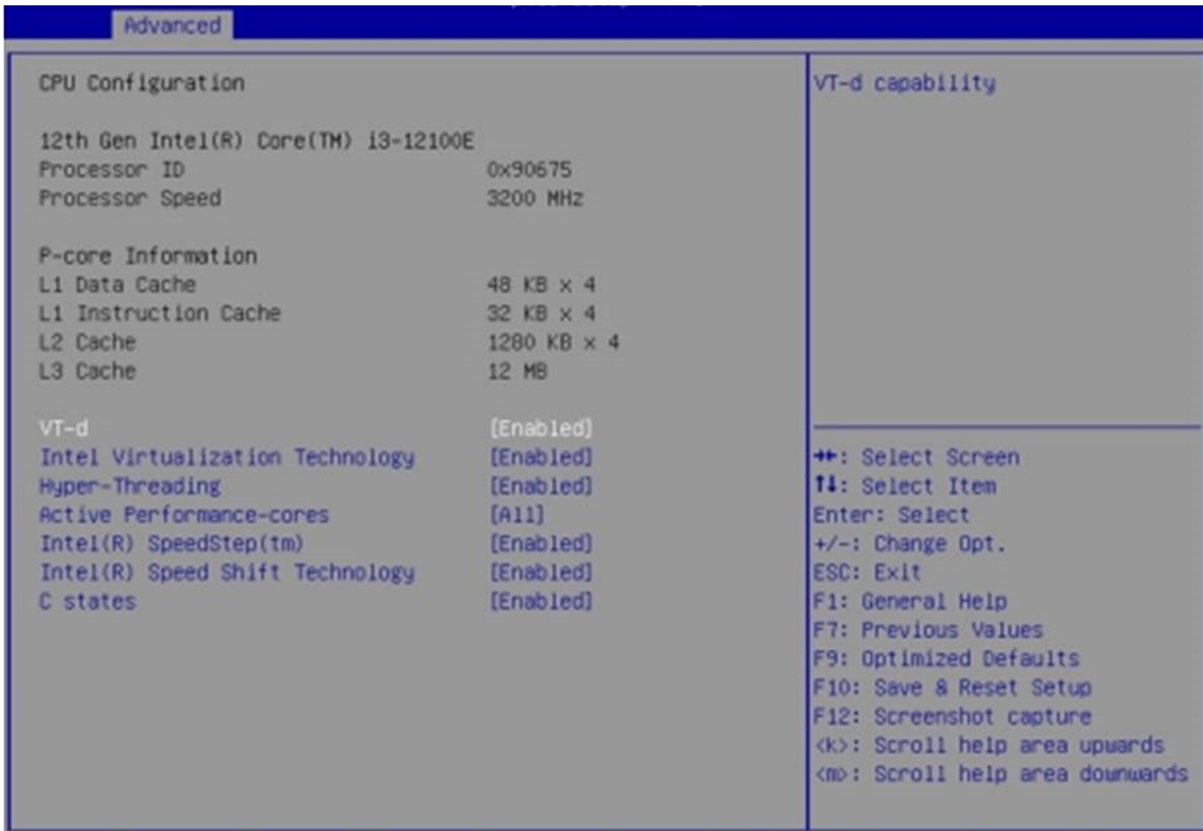 Advanced
CPU Configuration
12th Gen Intel(R) Core(TM) i3-12100E
Processor ID 0x90675
Processor Speed 3200 MHz
P-core Information
L1 Data Cache 48 KB x 4
L1 Instruction Cache 32 KB x 4
L2 Cache 1280 KB x 4
L3 Cache 12 MB
VT-d [Enabled]
Intel Virtualization Technology [Enabled]
Hyper-Threading [Enabled]
Active Performance-cores [All]
Intel(R) SpeedStep(tm) [Enabled]
Intel(R) Speed Shift Technology [Enabled]
C states [Enabled]
VT-d capability
→←: Select Screen
↑↓: Select Item
Enter: Select
+/-: Change Opt.
ESC: Exit
F1: General Help
F7: Previous Values
F9: Optimized Defaults
F10: Save & Reset Setup
F12: Screenshot capture
<k>: Scroll help area upwards
<m>: Scroll help area downwards